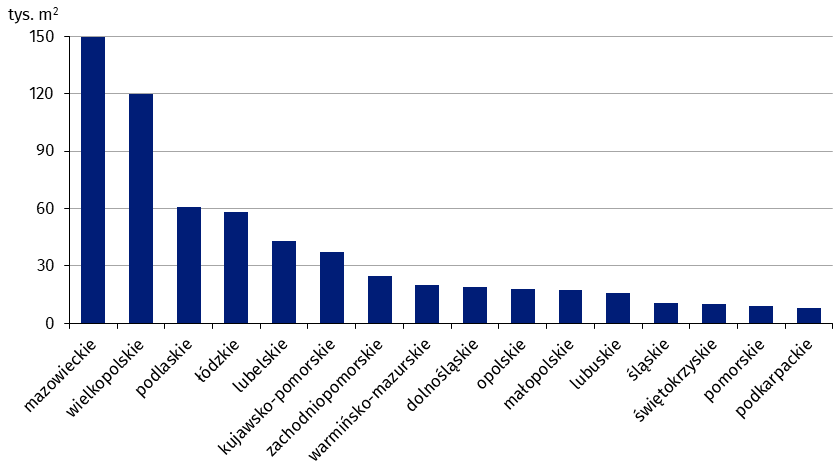 tys. m²
150
120
90
60
30
0
mazowieckie
wielkopolskie
podlaskie
łódzkie
lubelskie
kujawsko-pomorskie
zachodniopomorskie
warmińsko-mazurskie
dolnośląskie
opolskie
małopolskie
lubuskie
śląskie
świętokrzyskie
pomorskie
podkarpackie